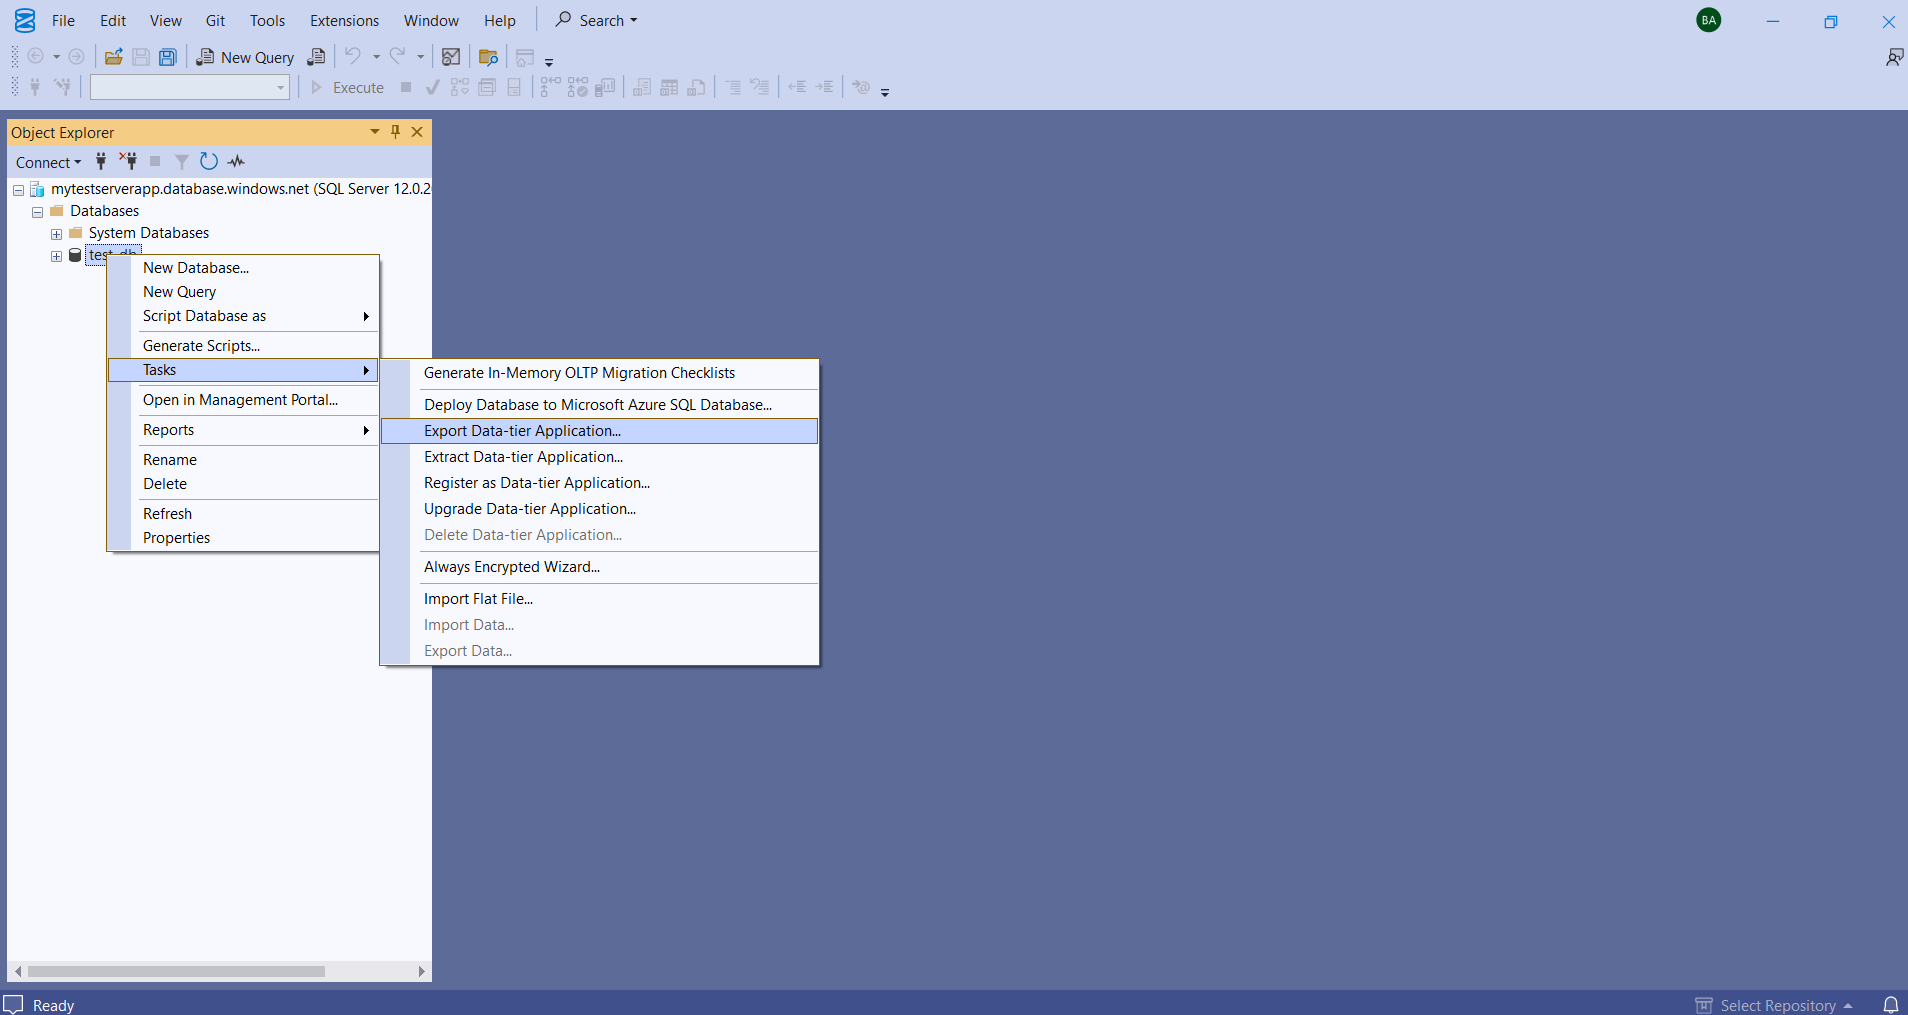 File Edit View Git Tools Extensions Window Help Search
BA
New Query
Execute
Object Explorer
Connect
mytestserverapp.database.windows.net (SQL Server 12.0.2
Databases
System Databases
test_db
New Database...
New Query
Script Database as
Generate Scripts...
Tasks
Open in Management Portal...
Reports
Rename
Delete
Refresh
Properties
Generate In-Memory OLTP Migration Checklists
Deploy Database to Microsoft Azure SQL Database...
Export Data-tier Application...
Extract Data-tier Application...
Register as Data-tier Application...
Upgrade Data-tier Application...
Delete Data-tier Application...
Always Encrypted Wizard...
Import Flat File...
Import Data...
Export Data...
Ready
Select Repository